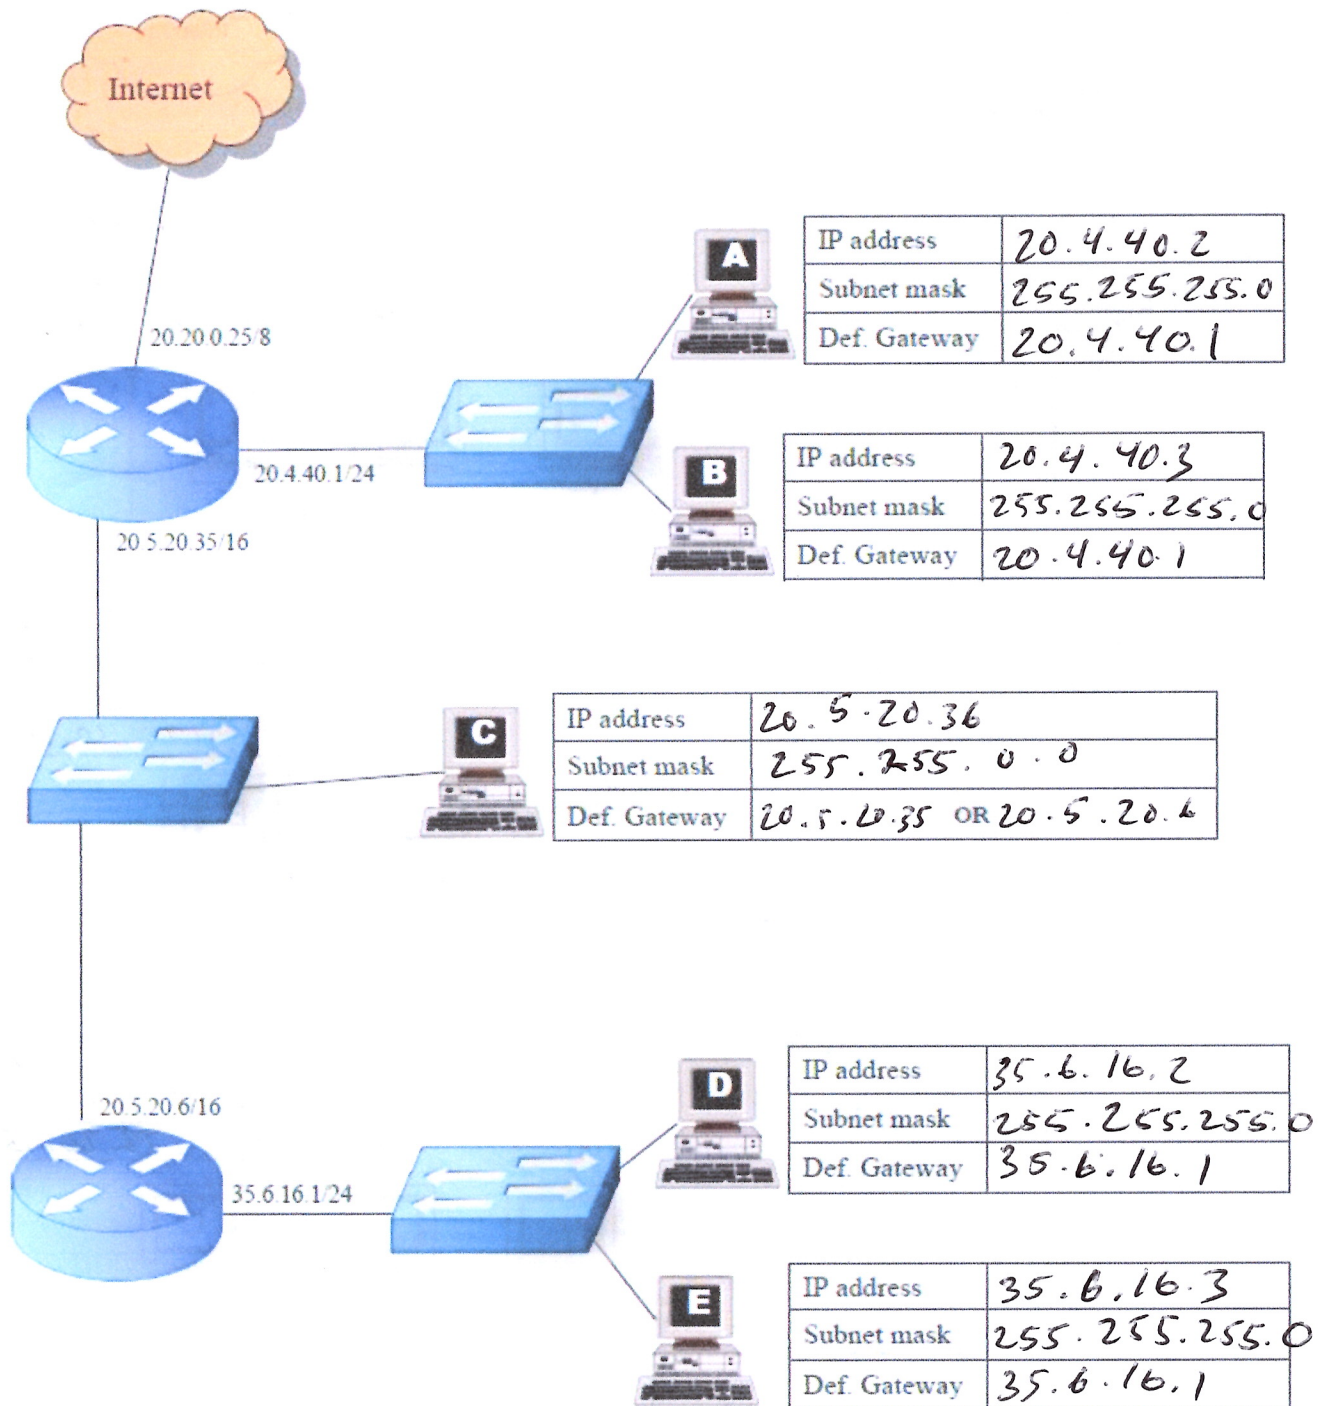 Internet
20.20 0.25/8
A
IP address 20.4.40.2
Subnet mask 255.255.255.0
Def. Gateway 20.4.40.1
20.4.40.1/24
B
IP address 20.4.40.3
Subnet mask 255.255.255.0
Def. Gateway 20.4.40.1
20 5.20.35/16
C
IP address 20.5.20.36
Subnet mask 255.255.0.0
Def. Gateway 20.5.20.35 OR 20.5.20.6
20.5.20.6/16
35.6.16.1/24
D
IP address 35.6.16.2
Subnet mask 255.255.255.0
Def. Gateway 35.6.16.1
E
IP address 35.6.16.3
Subnet mask 255.255.255.0
Def. Gateway 35.6.16.1